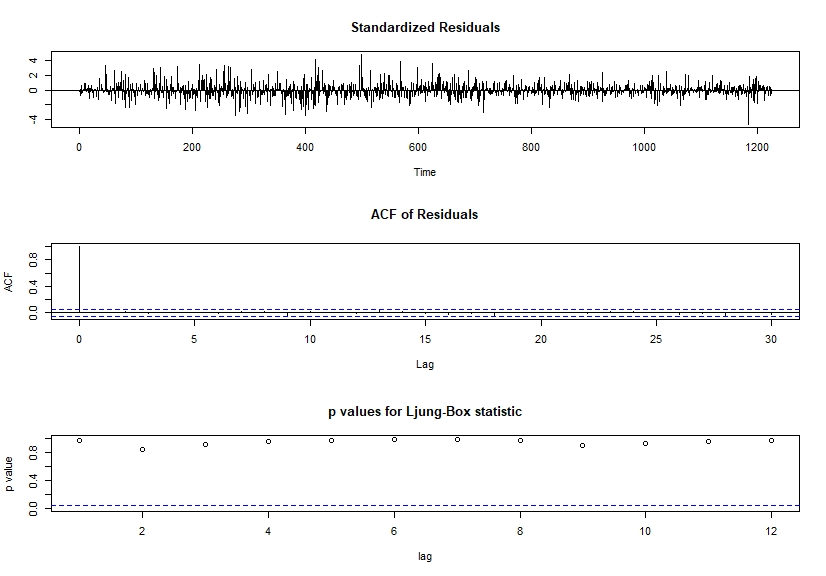 Standardized Residuals
4
2
0
-4
0 200 400 600 800 1000 1200
Time
ACF of Residuals
ACF
0.8
0.4
0.0
0 5 10 15 20 25 30
Lag
p values for Ljung-Box statistic
p value
0.8
0.4
0.0
2 4 6 8 10 12
lag